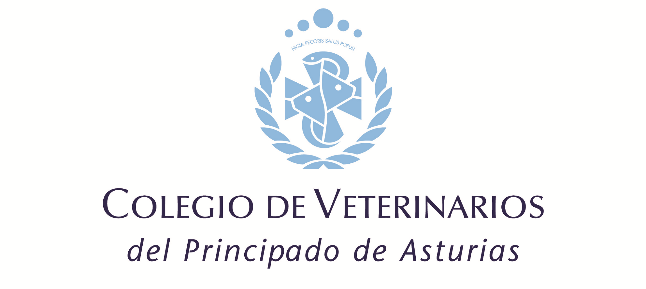 COLEGIO DE VETERINARIOS
del Principado de Asturias